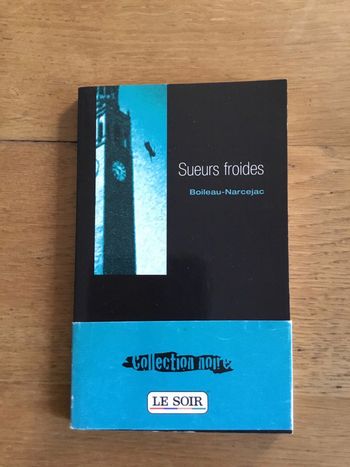 Sueurs froides
Boileau-Narcejac
Collection noire
LE SOIR